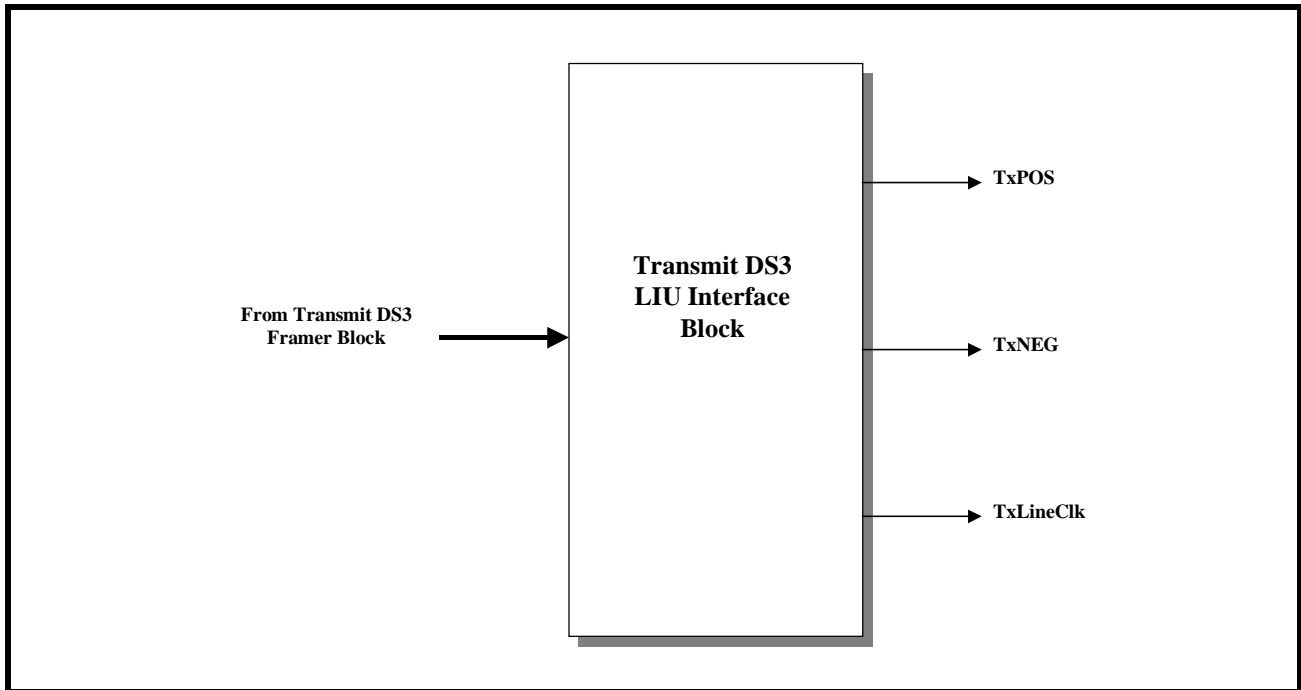 From Transmit DS3
Framer Block
Transmit DS3
LIU Interface
Block
TxPOS
TxNEG
TxLineClk